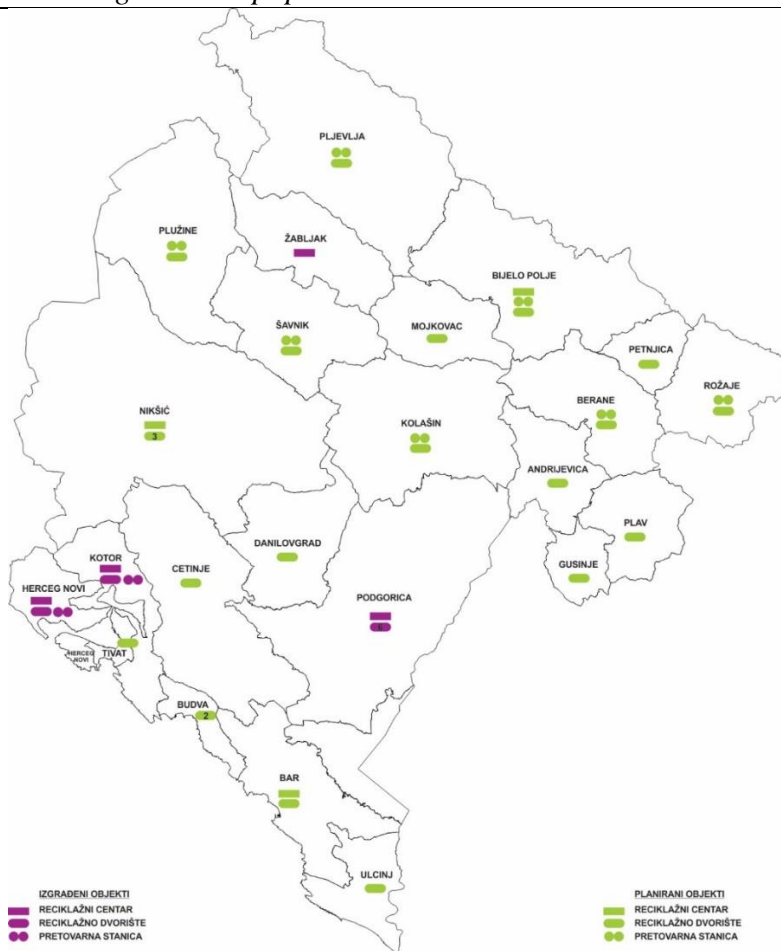 PLJEVLJA
PLUŽINE
ŽABLJAK
BIJELO POLJE
ŠAVNIK
MOJKOVAC
PETNJICA
ROŽAJE
BERANE
NIKŠIĆ
3
KOLAŠIN
ANDRIJEVICA
PLAV
DANILOVGRAD
KOTOR
CETINJE
GUSINJE
HERCEG NOVI
PODGORICA
HERCEG
NOVI
TIVAT
BUDVA
2
BAR
ULCINJ
IZGRAĐENI OBJEKTI
RECIKLAŽNI CENTAR
RECIKLAŽNO DVORIŠTE
PRETOVARNA STANICA
PLANIRANI OBJEKTI
RECIKLAŽNI CENTAR
RECIKLAŽNO DVORIŠTE
PRETOVARNA STANICA